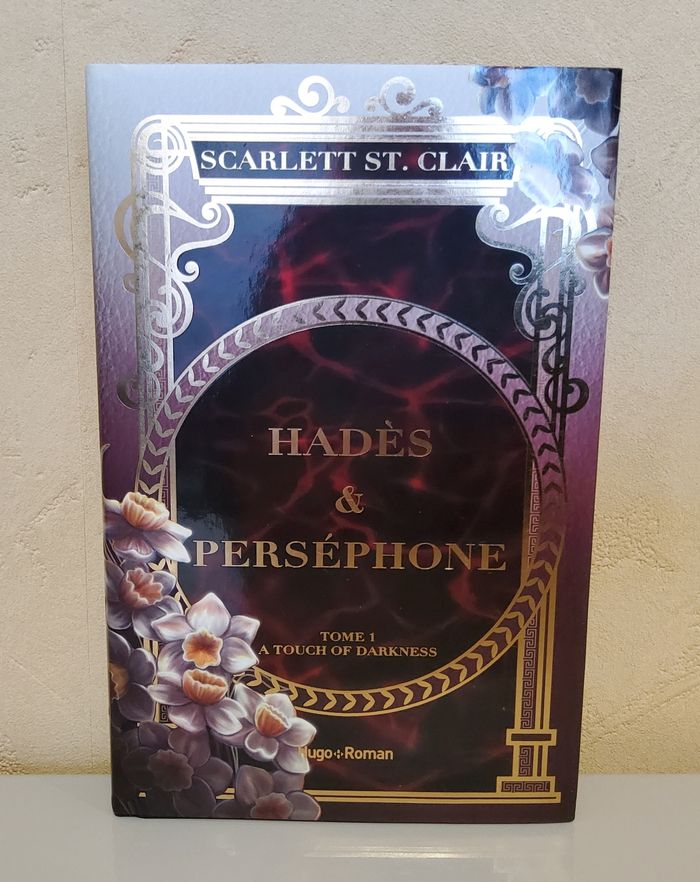 SCARLETT ST. CLAIR
HADÈS
&
PERSÉPHONE
TOME 1
A TOUCH OF DARKNESS
Hugo Roman